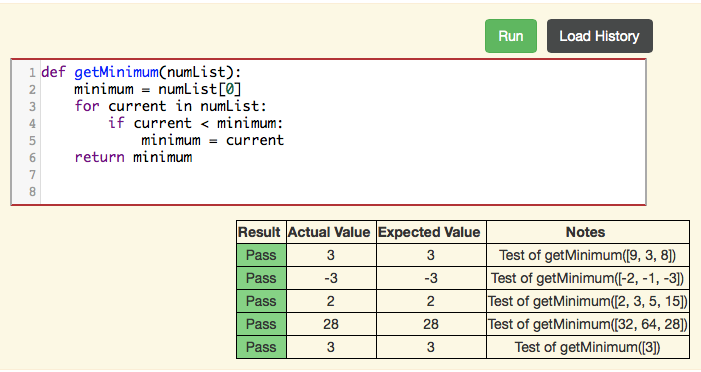 Run Load History
1 def getMinimum(numList):
2     minimum = numList[0]
3     for current in numList:
4         if current < minimum:
5             minimum = current
6     return minimum
7
8
Result Actual Value Expected Value Notes
Pass 3 3 Test of getMinimum([9, 3, 8])
Pass -3 -3 Test of getMinimum([-2, -1, -3])
Pass 2 2 Test of getMinimum([2, 3, 5, 15])
Pass 28 28 Test of getMinimum([32, 64, 28])
Pass 3 3 Test of getMinimum([3])